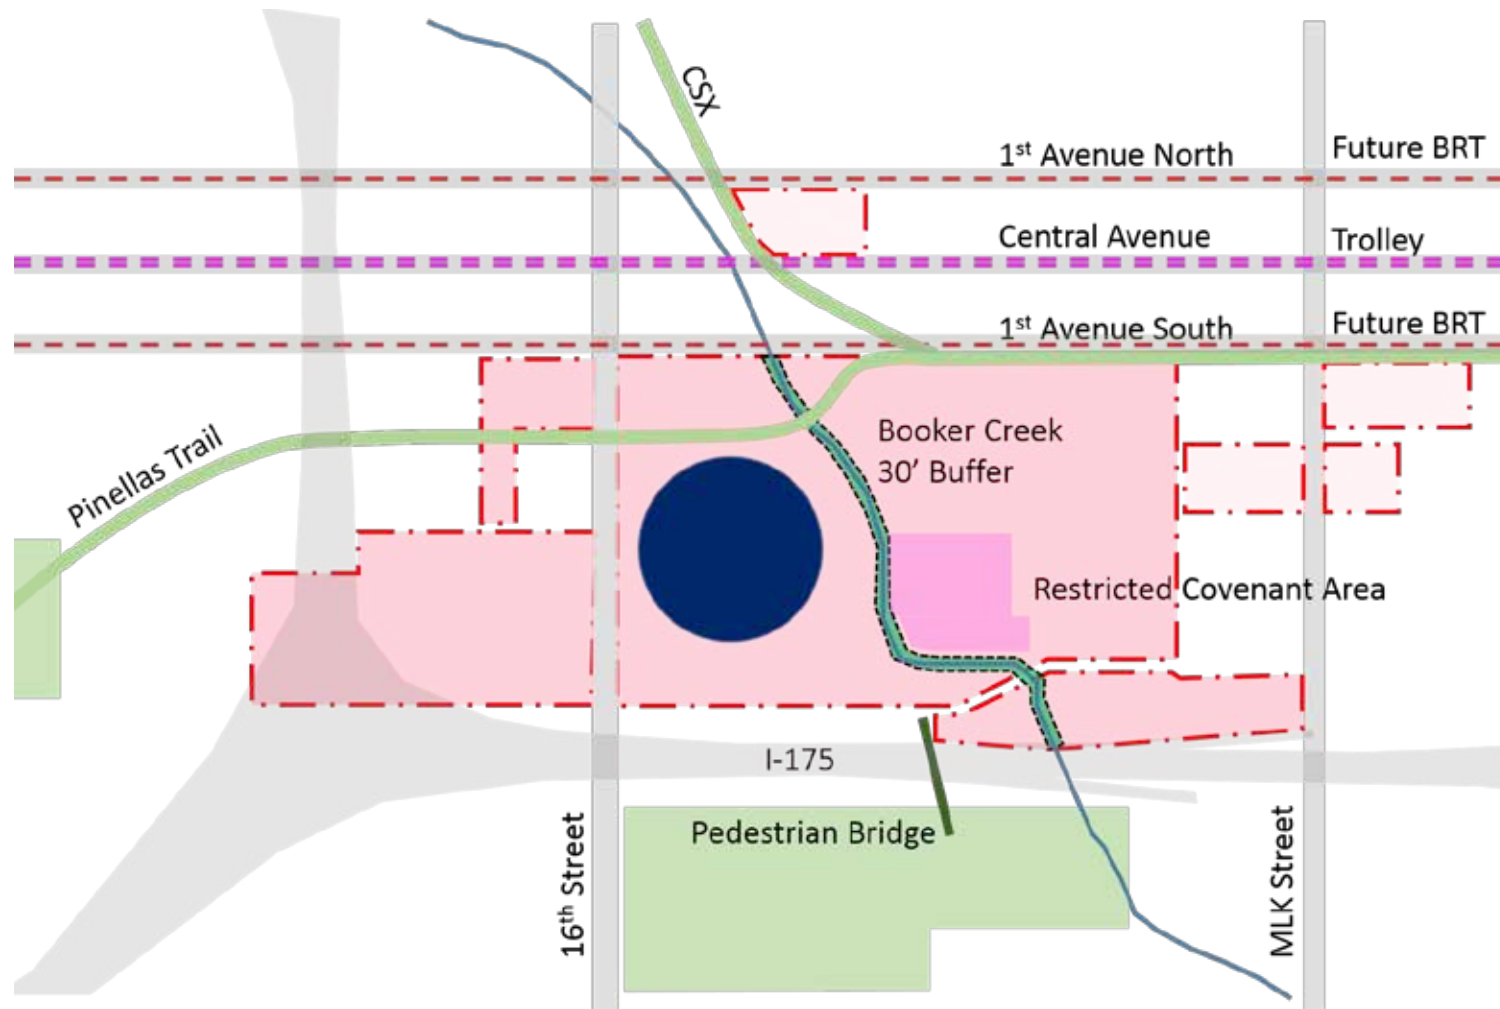 CSX
1st Avenue North
Future BRT
Central Avenue
Trolley
1st Avenue South
Future BRT
Pinellas Trail
Booker Creek
30’ Buffer
Restricted Covenant Area
I-175
Pedestrian Bridge
16th Street
MLK Street